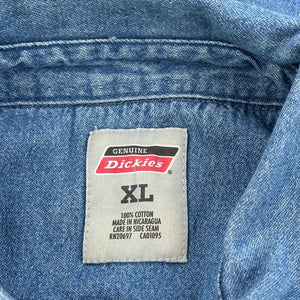 GENUINE
Dickies
XL
100% COTTON
MADE IN NICARAGUA
CARE IN SIDE SEAM
RN20697 CA01095